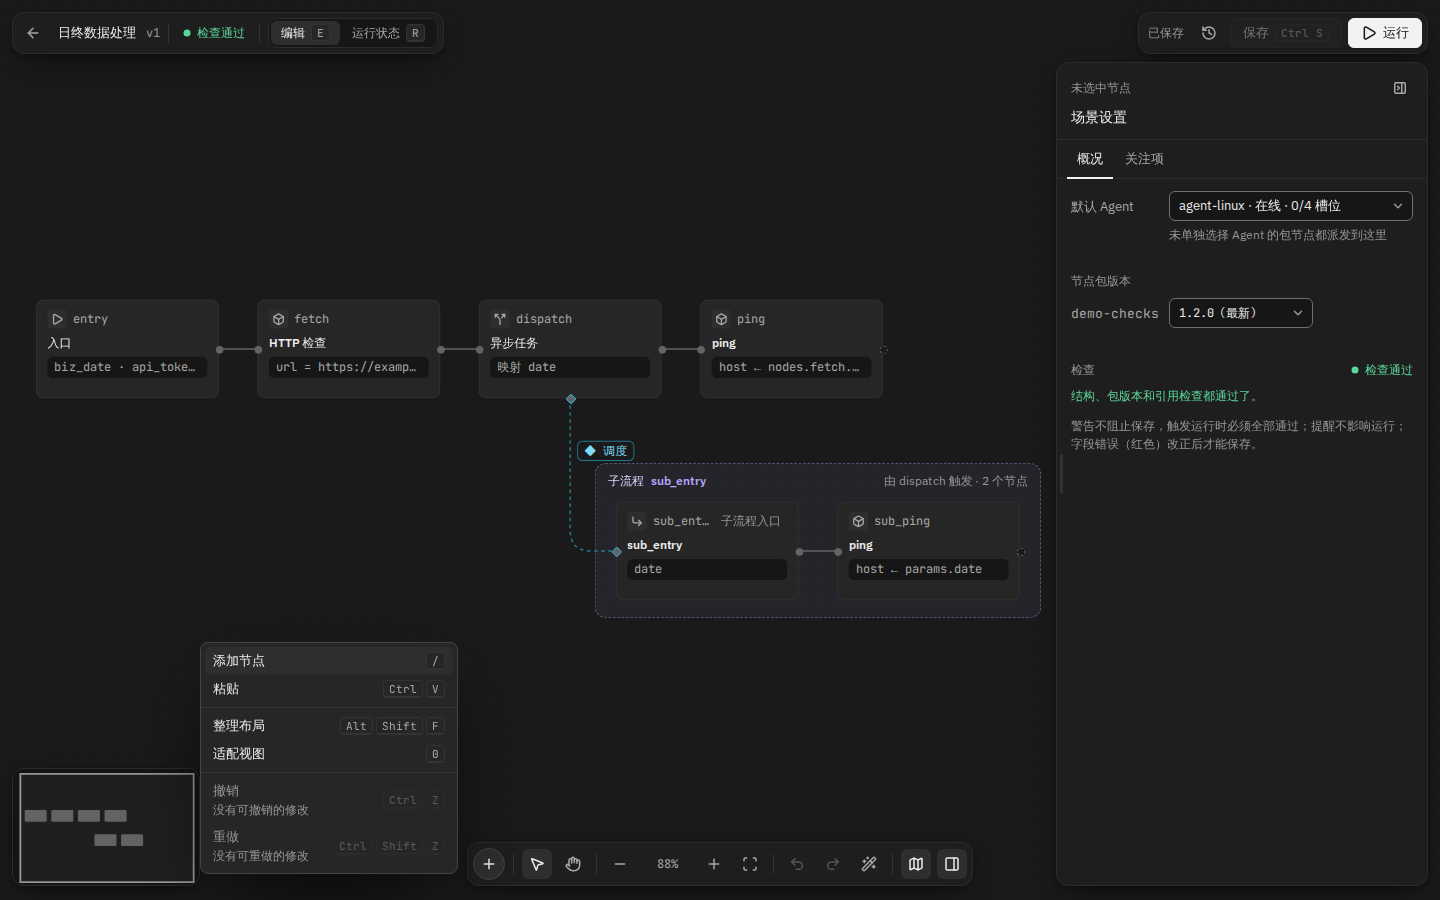 日终数据处理 v1 检查通过 编辑 E 运行状态 R
已保存 保存 Ctrl S 运行
未选中节点
场景设置
概况 关注项
默认 Agent agent-linux · 在线 · 0/4 槽位
未单独选择 Agent 的包节点都派发到这里
节点包版本
demo-checks 1.2.0 (最新)
检查 检查通过
结构、包版本和引用检查都通过了。
警告不阻止保存，触发运行时必须全部通过；提醒不影响运行；
字段错误（红色）改正后才能保存。
entry
入口
biz_date · api_toke…
fetch
HTTP 检查
url = https://examp…
dispatch
异步任务
映射 date
ping
ping
host ← nodes.fetch.…
调度
子流程 sub_entry 由 dispatch 触发 · 2 个节点
sub_ent… 子流程入口
sub_entry
date
sub_ping
ping
host ← params.date
添加节点 /
粘贴 Ctrl V
整理布局 Alt Shift F
适配视图 0
撤销 Ctrl Z
没有可撤销的修改
重做 Ctrl Shift Z
没有可重做的修改
88%